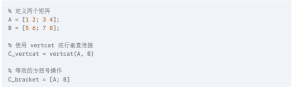 % 定义两个矩阵
A = [1 2; 3 4];
B = [5 6; 7 8];
% 使用 vertcat 进行垂直连接
C_vertcat = vertcat(A, B)
% 等效的方括号操作
C_bracket = [A; B]